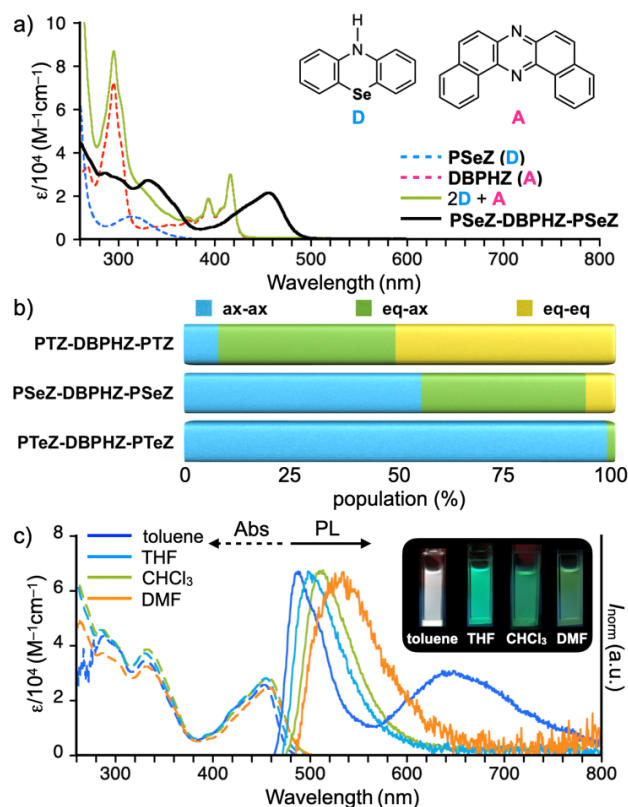 a)
H
N
Se
D
N
N
A
ε/10⁴ (M⁻¹cm⁻¹)
10
8
6
4
2
0
PSeZ (D)
DBPHZ (A)
2D + A
PSeZ-DBPHZ-PSeZ
300 400 500 600 700 800
Wavelength (nm)
b)
ax-ax eq-ax eq-eq
PTZ-DBPHZ-PTZ
PSeZ-DBPHZ-PSeZ
PTeZ-DBPHZ-PTeZ
0 25 50 75 100
population (%)
c)
8
6
4
2
0
ε/10⁴ (M⁻¹cm⁻¹)
toluene
THF
CHCl₃
DMF
Abs PL
toluene THF CHCl₃ DMF
I norm (a.u.)
300 400 500 600 700 800
Wavelength (nm)